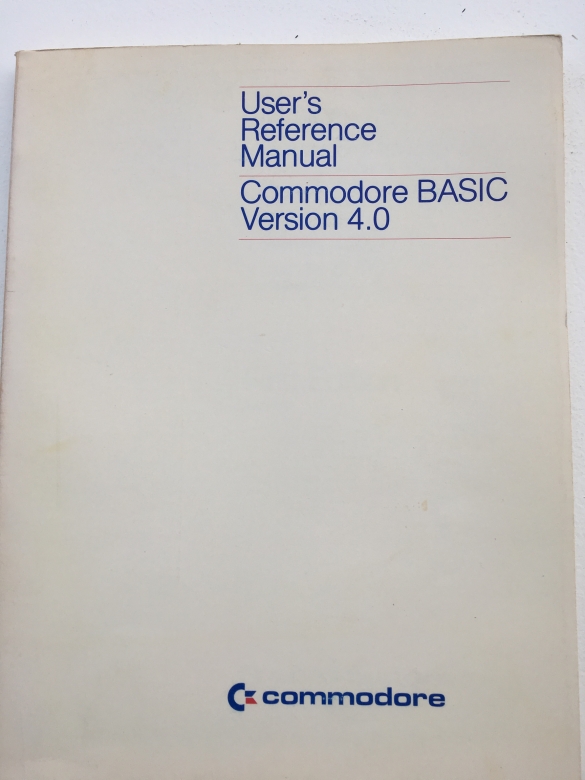 User's
Reference
Manual
Commodore BASIC
Version 4.0
commodore